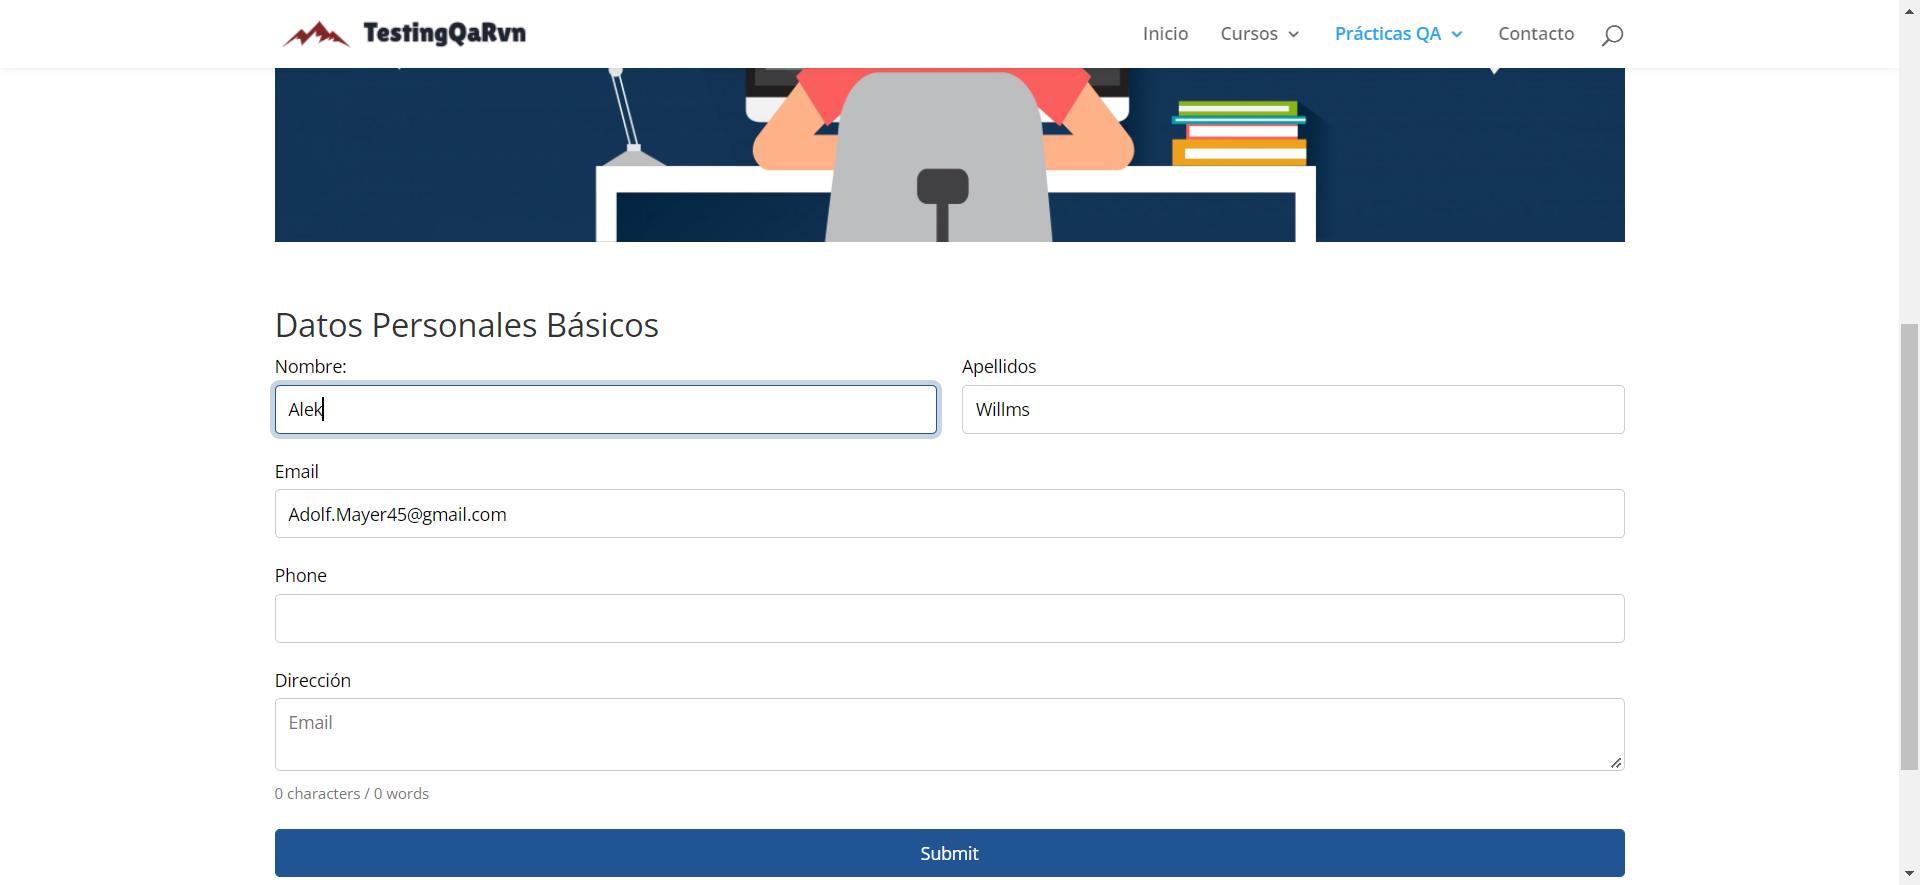 TestingQaRvn
Inicio Cursos Prácticas QA Contacto
Datos Personales Básicos
Nombre: Apellidos
Alek Willms
Email
Adolf.Mayer45@gmail.com
Phone
Dirección
Email
0 characters / 0 words
Submit